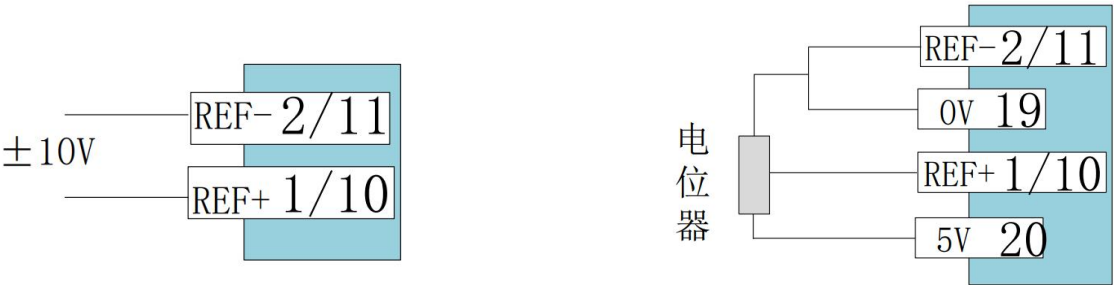 REF- 2/11
±10V
REF+ 1/10
REF- 2/11
0V 19
电位器
REF+ 1/10
5V 20